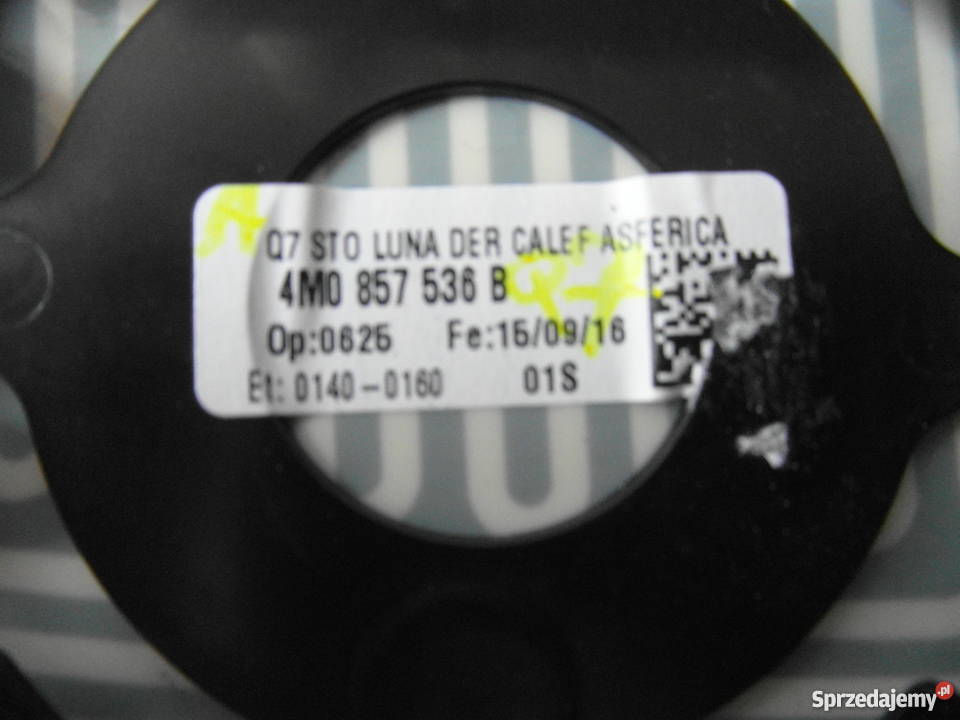 Q7 STO LUNA DER CALEF ASFERICA
4M0 857 536 B
Op:0625 Fe:15/09/16
Et: 0140-0160 01S
Sprzedajemy.pl